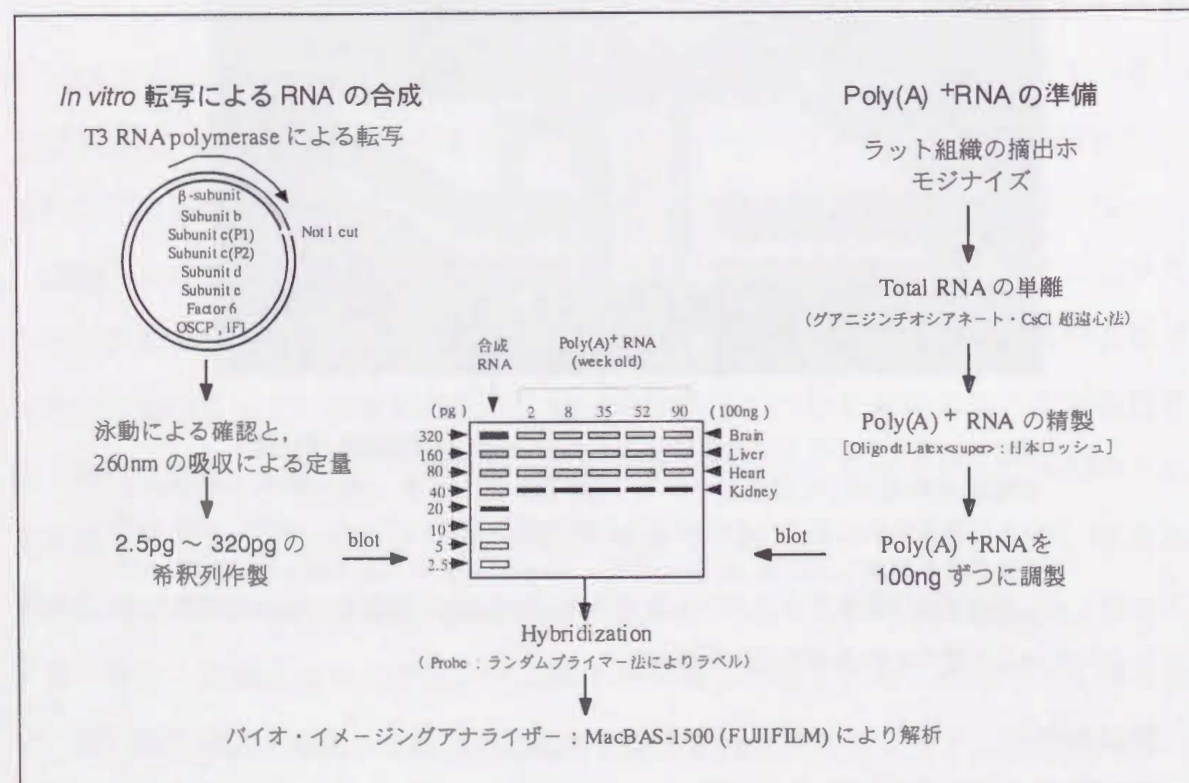 In vitro 転写による RNA の合成
T3 RNA polymerase による転写
β-subunit
Subunit b
Subunit c(P1)
Subunit c(P2)
Subunit d
Subunit e
Factor 6
OSCP , IF1
Not I cut
泳動による確認と,
260nm の吸収による定量
2.5pg ～ 320pg の
希釈列作製
blot
合成
RNA
Poly(A)+ RNA
(week old)
(pg)
2 8 35 52 90 (100ng)
320 Brain
160 Liver
80 Heart
40 Kidney
20
10
5
2.5
Poly(A) +RNA の準備
ラット組織の摘出ホ
モジナイズ
Total RNA の単離
(グアニジンチオシアネート・CsCl 超遠心法)
Poly(A)+ RNA の精製
[Oligo dt Latex<super> : 日本ロッシュ]
Poly(A) +RNA を
100ng ずつに調製
blot
Hybridization
( Probe : ランダムプライマー法によりラベル)
バイオ・イメージングアナライザー : MacBAS-1500 (FUJIFILM) により解析